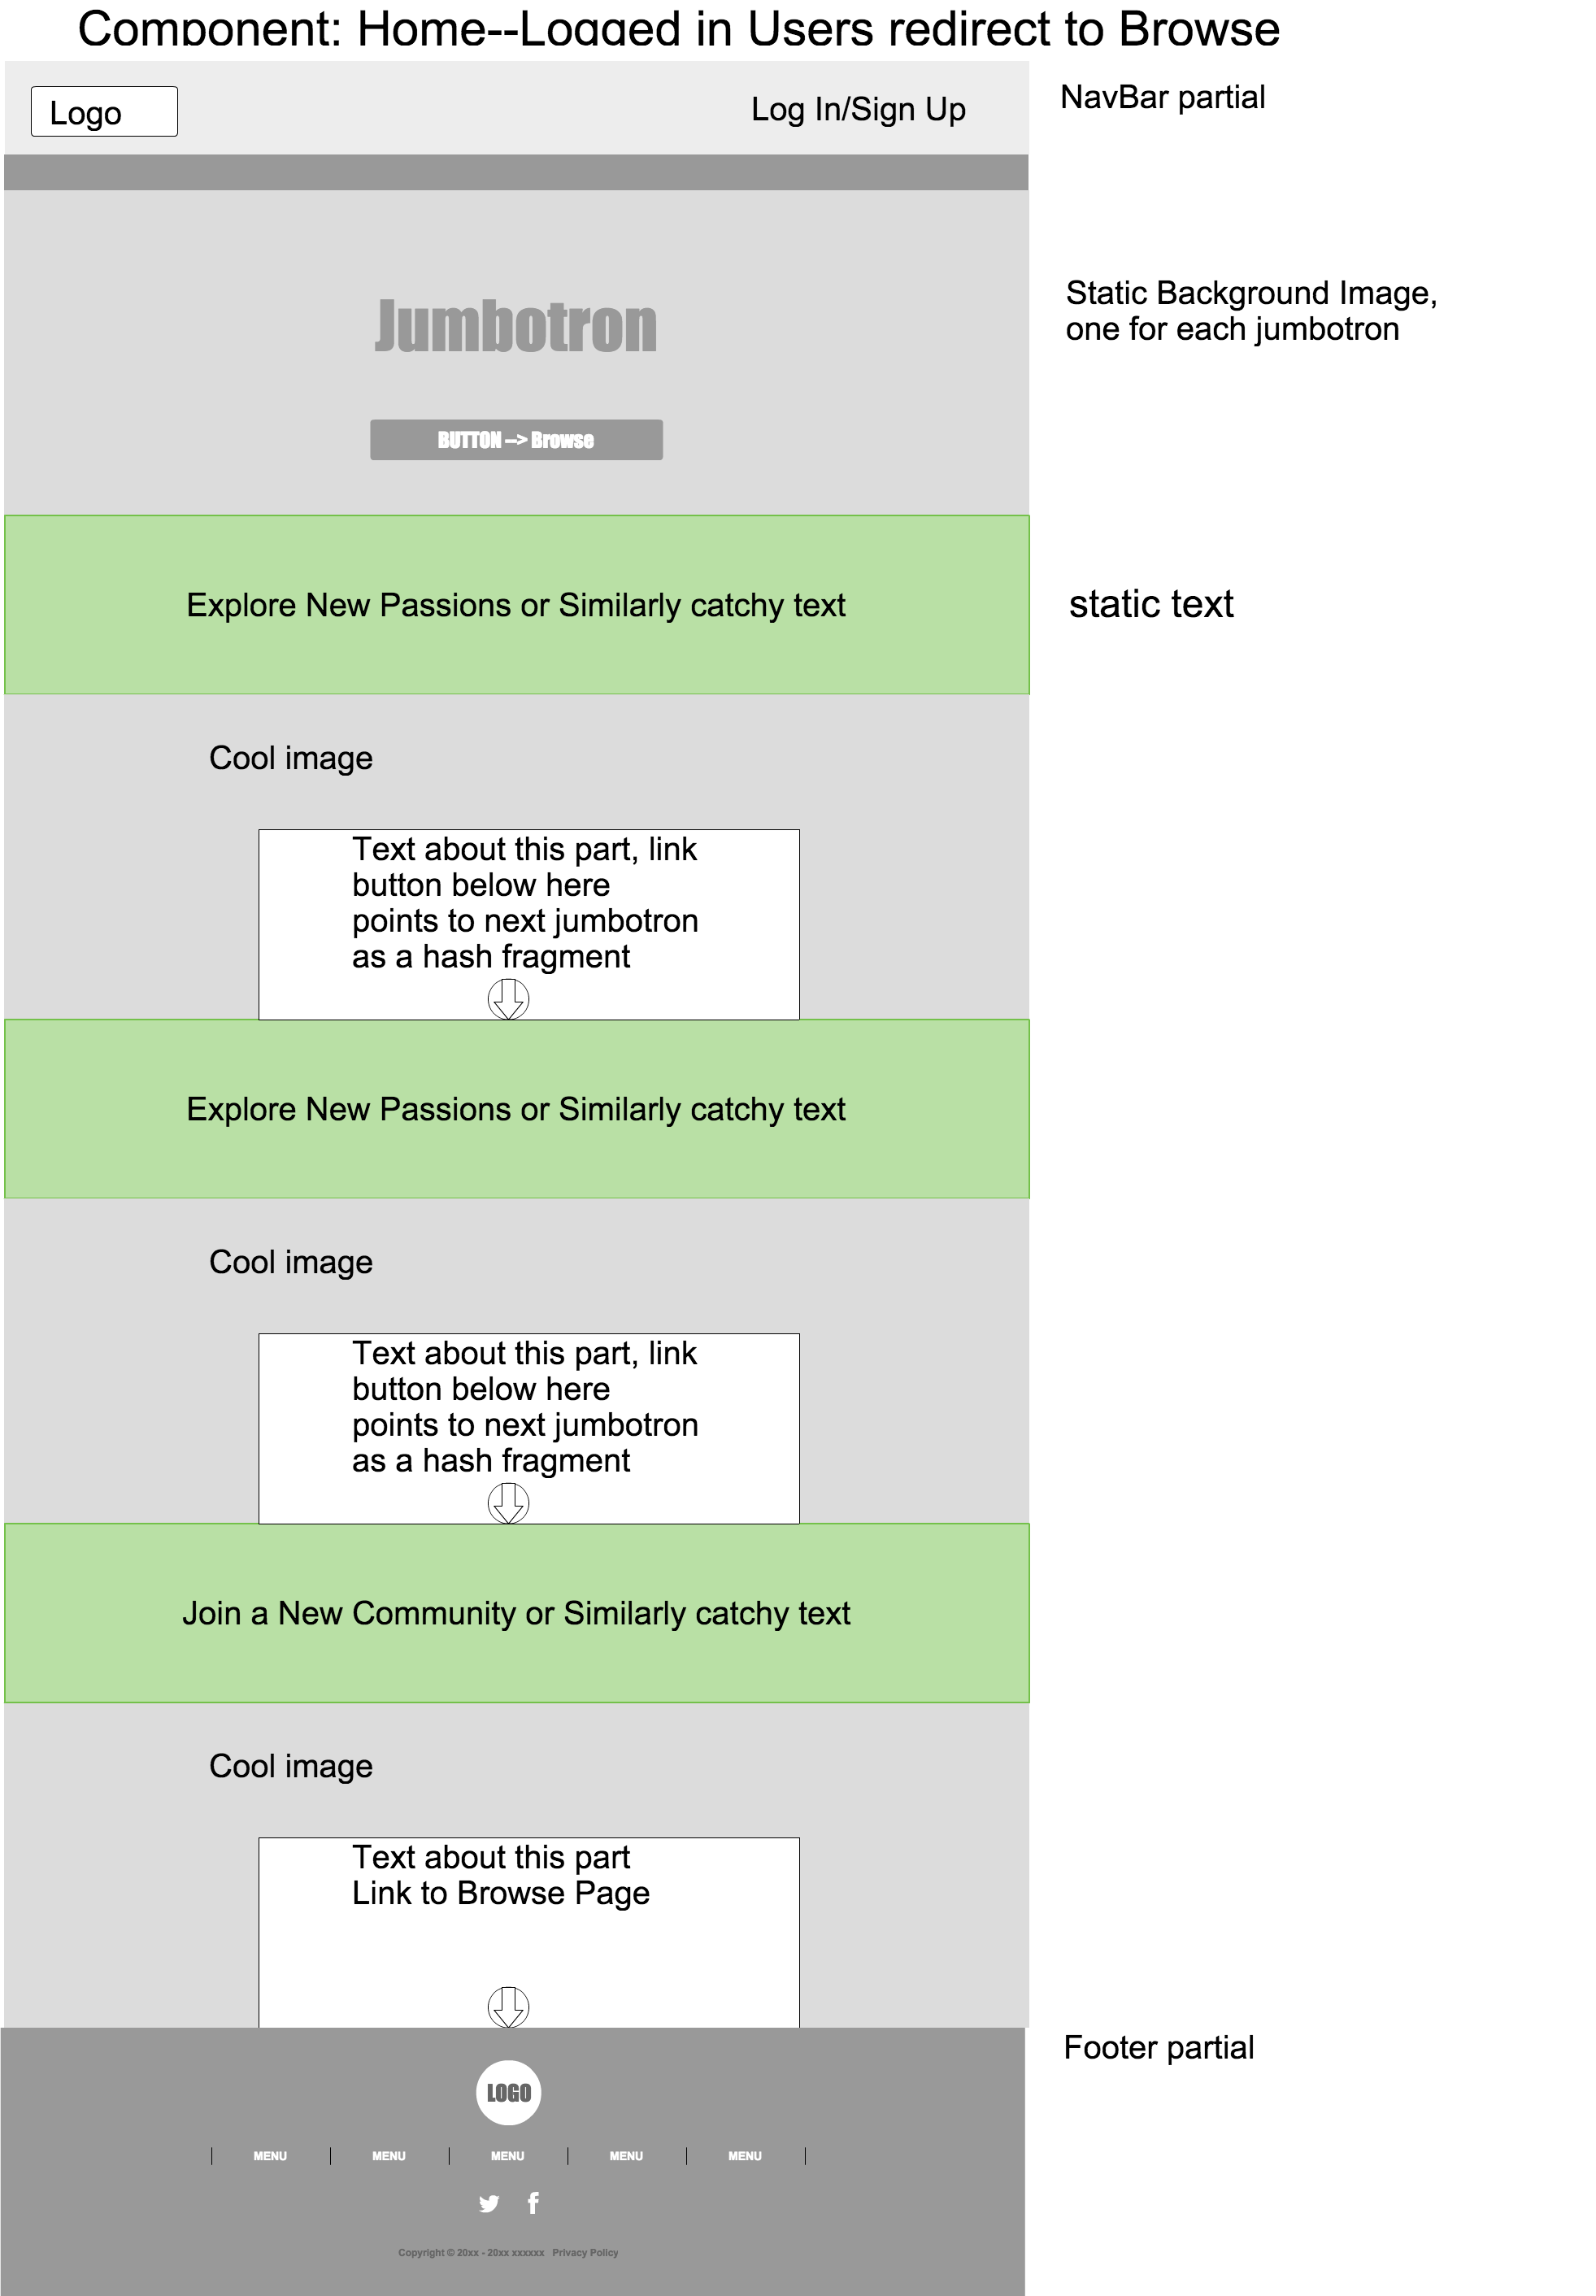 Component: Home--Logged in Users redirect to Browse
Logo
Log In/Sign Up
NavBar partial
Jumbotron
Static Background Image,
one for each jumbotron
BUTTON --> Browse
Explore New Passions or Similarly catchy text
static text
Cool image
Text about this part, link
button below here
points to next jumbotron
as a hash fragment
Explore New Passions or Similarly catchy text
Cool image
Text about this part, link
button below here
points to next jumbotron
as a hash fragment
Join a New Community or Similarly catchy text
Cool image
Text about this part
Link to Browse Page
Footer partial
LOGO
MENU MENU MENU MENU MENU
Copyright © 20xx - 20xx xxxxxx Privacy Policy